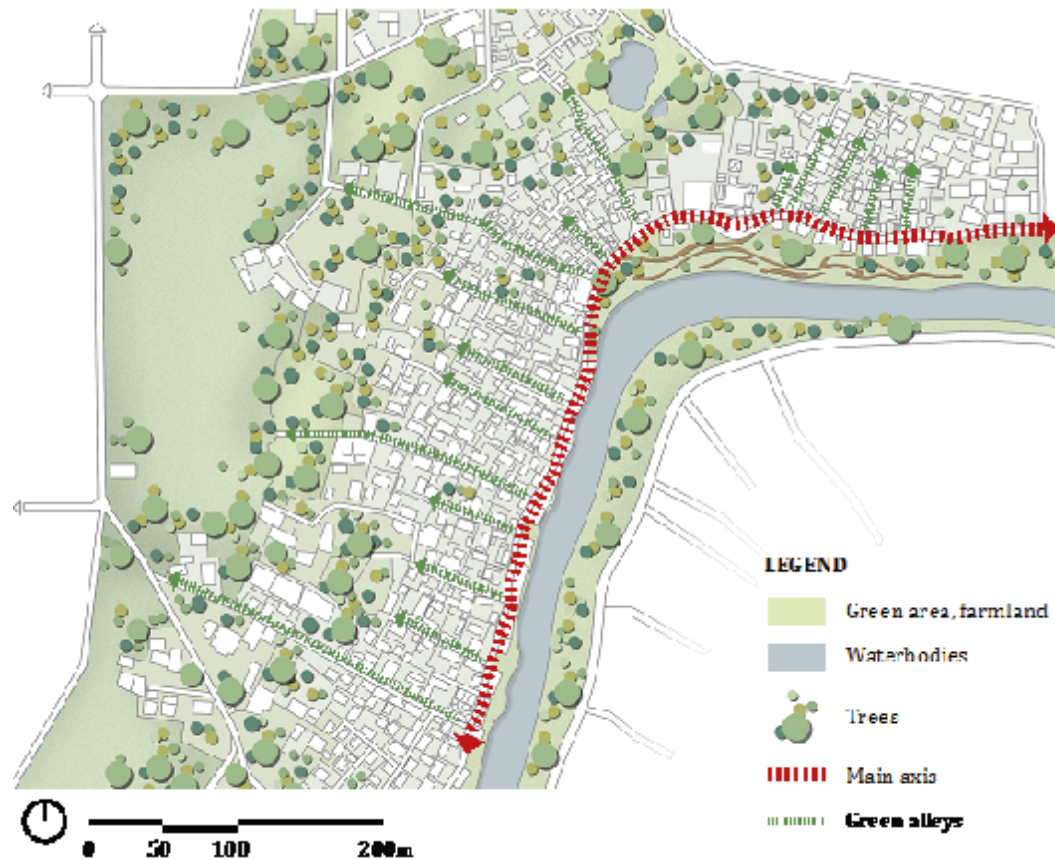 LEGEND
Green area, farmland
Waterbodies
Trees
Main axis
Green alleys
0 50 100 200m